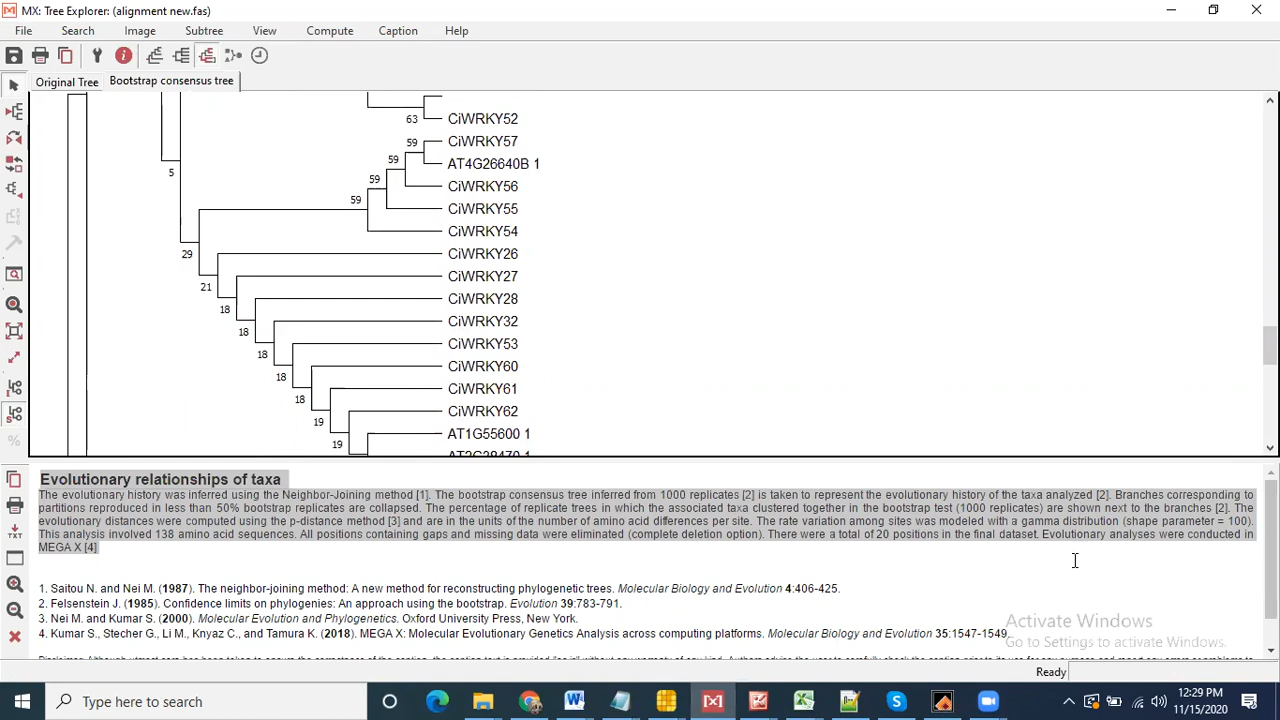 MX: Tree Explorer: (alignment new.fas)
File Search Image Subtree View Compute Caption Help
Original Tree Bootstrap consensus tree
63 CiWRKY52
59 CiWRKY57
59 AT4G26640B 1
5 59 CiWRKY56
59 CiWRKY55
CiWRKY54
29 CiWRKY26
21 CiWRKY27
18 CiWRKY28
18 CiWRKY32
18 CiWRKY53
18 CiWRKY60
18 CiWRKY61
19 CiWRKY62
19 AT1G55600 1
Evolutionary relationships of taxa
The evolutionary history was inferred using the Neighbor-Joining method [1]. The bootstrap consensus tree inferred from 1000 replicates [2] is taken to represent the evolutionary history of the taxa analyzed [2]. Branches corresponding to
partitions reproduced in less than 50% bootstrap replicates are collapsed. The percentage of replicate trees in which the associated taxa clustered together in the bootstrap test (1000 replicates) are shown next to the branches [2]. The
evolutionary distances were computed using the p-distance method [3] and are in the units of the number of amino acid differences per site. The rate variation among sites was modeled with a gamma distribution (shape parameter = 100).
This analysis involved 138 amino acid sequences. All positions containing gaps and missing data were eliminated (complete deletion option). There were a total of 20 positions in the final dataset. Evolutionary analyses were conducted in
MEGA X [4]
1. Saitou N. and Nei M. (1987). The neighbor-joining method: A new method for reconstructing phylogenetic trees. Molecular Biology and Evolution 4:406-425.
2. Felsenstein J. (1985). Confidence limits on phylogenies: An approach using the bootstrap. Evolution 39:783-791.
3. Nei M. and Kumar S. (2000). Molecular Evolution and Phylogenetics. Oxford University Press, New York.
4. Kumar S., Stecher G., Li M., Knyaz C., and Tamura K. (2018). MEGA X: Molecular Evolutionary Genetics Analysis across computing platforms. Molecular Biology and Evolution 35:1547-1549.
Activate Windows
Go to Settings to activate Windows.
Ready
Type here to search
12:29 PM
11/15/2020